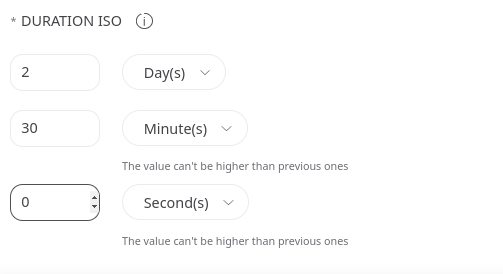 * DURATION ISO i
2 Day(s)
30 Minute(s)
The value can't be higher than previous ones
0 Second(s)
The value can't be higher than previous ones